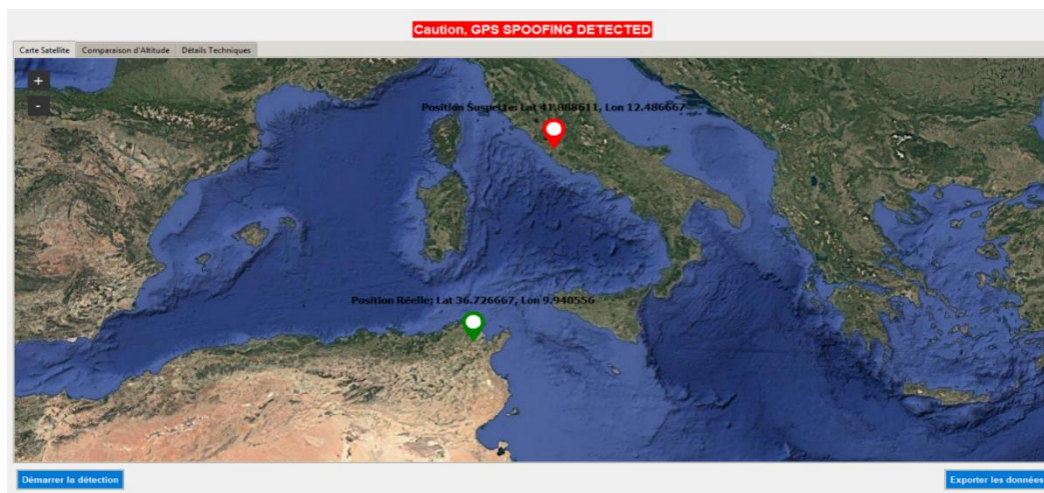 Caution, GPS SPOOFING DETECTED
Carte Satellite Comparaison d'Altitude Détails Techniques
+
-
Position Suspecte: Lat 41.888611, Lon 12.486667
Position Réelle: Lat 36.726667, Lon 9.940556
Démarrer la détection Exporter les données